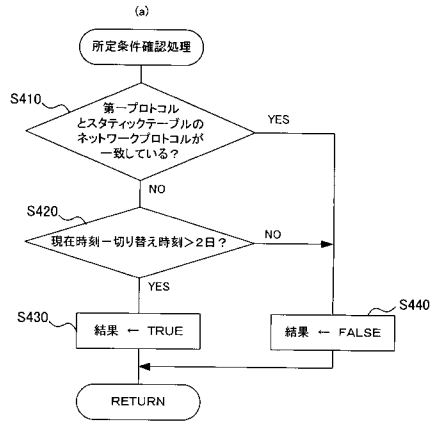 (a)
所定条件確認処理
S410
第一プロトコル
とスタティックテーブルの
ネットワークプロトコルが
一致している?
YES
NO
S420
現在時刻-切り替え時刻>2日?
NO
YES
S430
結果 ← TRUE
S440
結果 ← FALSE
RETURN